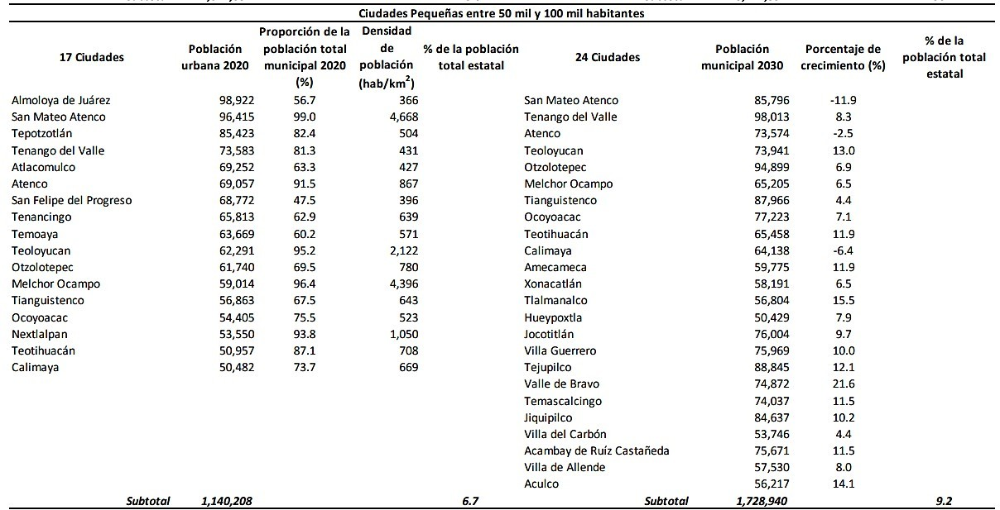 Ciudades Pequeñas entre 50 mil y 100 mil habitantes
17 Ciudades Población urbana 2020 Proporción de la población total municipal 2020 (%) Densidad de población (hab/km2) % de la población total estatal 24 Ciudades Población municipal 2030 Porcentaje de crecimiento (%) % de la población total estatal
Almoloya de Juárez 98,922 56.7 366 San Mateo Atenco 85,796 -11.9
San Mateo Atenco 96,415 99.0 4,668 Tenango del Valle 98,013 8.3
Tepotzotlán 85,423 82.4 504 Atenco 73,574 -2.5
Tenango del Valle 73,583 81.3 431 Teoloyucan 73,941 13.0
Atlacomulco 69,252 63.3 427 Otzolotepec 94,899 6.9
Atenco 69,057 91.5 867 Melchor Ocampo 65,205 6.5
San Felipe del Progreso 68,772 47.5 396 Tianguistenco 87,966 4.4
Tenancingo 65,813 62.9 639 Ocoyoacac 77,223 7.1
Temoaya 63,669 60.2 571 Teotihuacán 65,458 11.9
Teoloyucan 62,291 95.2 2,122 Calimaya 64,138 -6.4
Otzolotepec 61,740 69.5 780 Amecameca 59,775 11.9
Melchor Ocampo 59,014 96.4 4,396 Xonacatlán 58,191 6.5
Tianguistenco 56,863 67.5 643 Tlalmanalco 56,804 15.5
Ocoyoacac 54,405 75.5 523 Hueypoxtla 50,429 7.9
Nextlalpan 53,550 93.8 1,050 Jocotitlán 76,004 9.7
Teotihuacán 50,957 87.1 708 Villa Guerrero 75,969 10.0
Calimaya 50,482 73.7 669 Tejupilco 88,845 12.1
Valle de Bravo 74,872 21.6
Temascalcingo 74,037 11.5
Jiquipilco 84,637 10.2
Villa del Carbón 53,746 4.4
Acambay de Ruíz Castañeda 75,671 11.5
Villa de Allende 57,530 8.0
Aculco 56,217 14.1
Subtotal 1,140,208 6.7 Subtotal 1,728,940 9.2